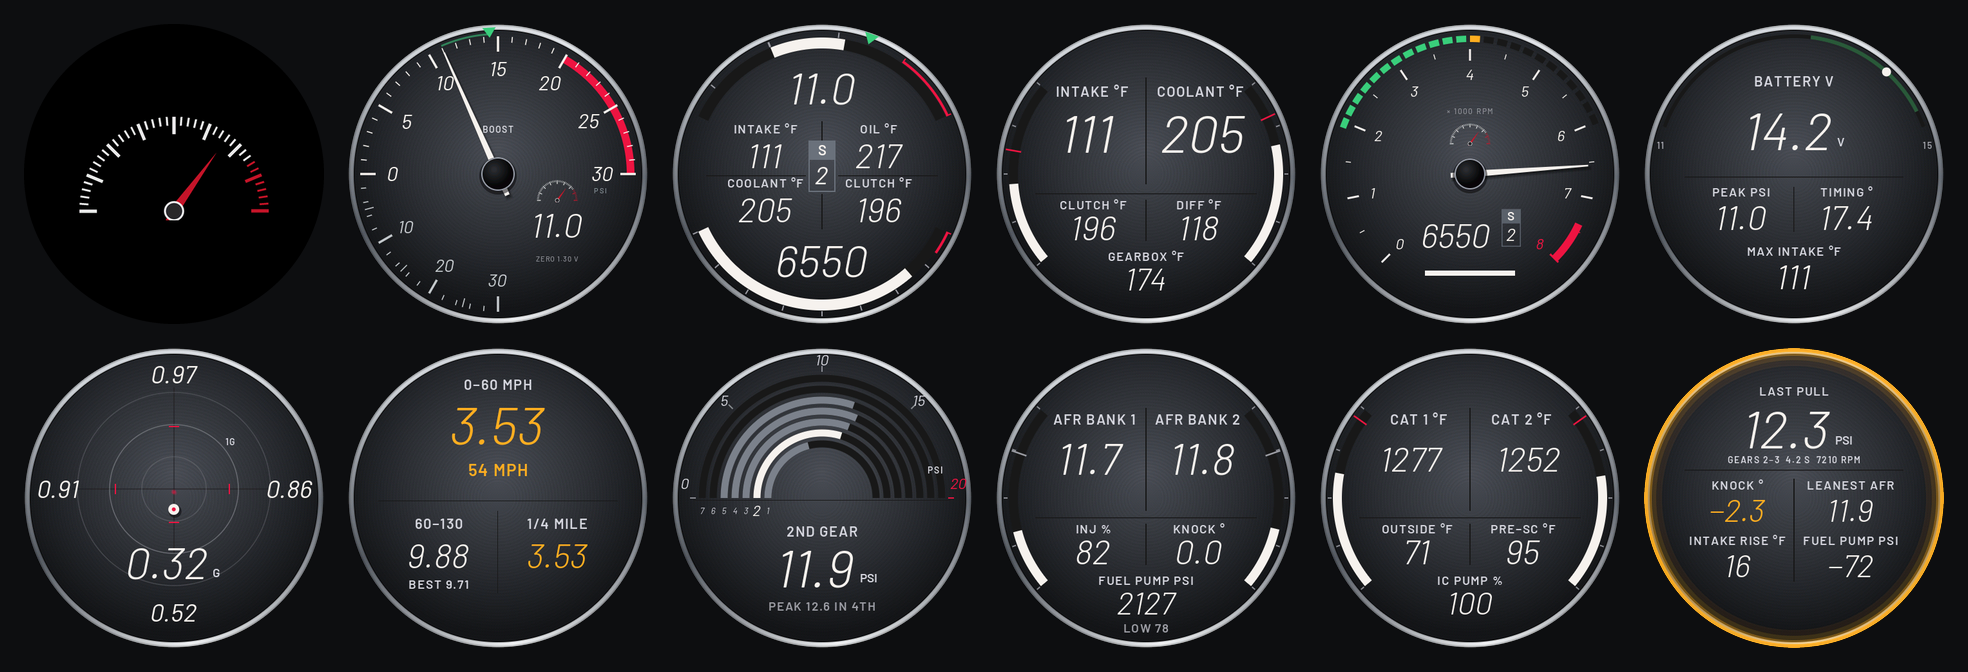 15
10
20
5
25
BOOST
0
30
PSI
10
11.0
20
30
ZERO 1.30 V
11.0
INTAKE °F
OIL °F
111
S
217
COOLANT °F
2
CLUTCH °F
205
196
6550
INTAKE °F
COOLANT °F
111
205
CLUTCH °F
DIFF °F
196
118
GEARBOX °F
174
4
3
5
× 1000 RPM
2
6
1
7
S
6550
2
0
8
BATTERY V
14.2 V
11
15
PEAK PSI
TIMING °
11.0
17.4
MAX INTAKE °F
111
0.97
1G
0.91
0.86
0.32 G
0.52
0-60 MPH
3.53
54 MPH
60-130
1/4 MILE
9.88
3.53
BEST 9.71
10
5
15
PSI
0
20
7 6 5 4 3 2 1
2ND GEAR
11.9 PSI
PEAK 12.6 IN 4TH
AFR BANK 1
AFR BANK 2
11.7
11.8
INJ %
KNOCK °
82
0.0
FUEL PUMP PSI
2127
LOW 78
CAT 1 °F
CAT 2 °F
1277
1252
OUTSIDE °F
PRE-SC °F
71
95
IC PUMP %
100
LAST PULL
12.3 PSI
GEARS 2-3 4.2 S 7210 RPM
KNOCK °
LEANEST AFR
-2.3
11.9
INTAKE RISE °F
FUEL PUMP PSI
16
-72